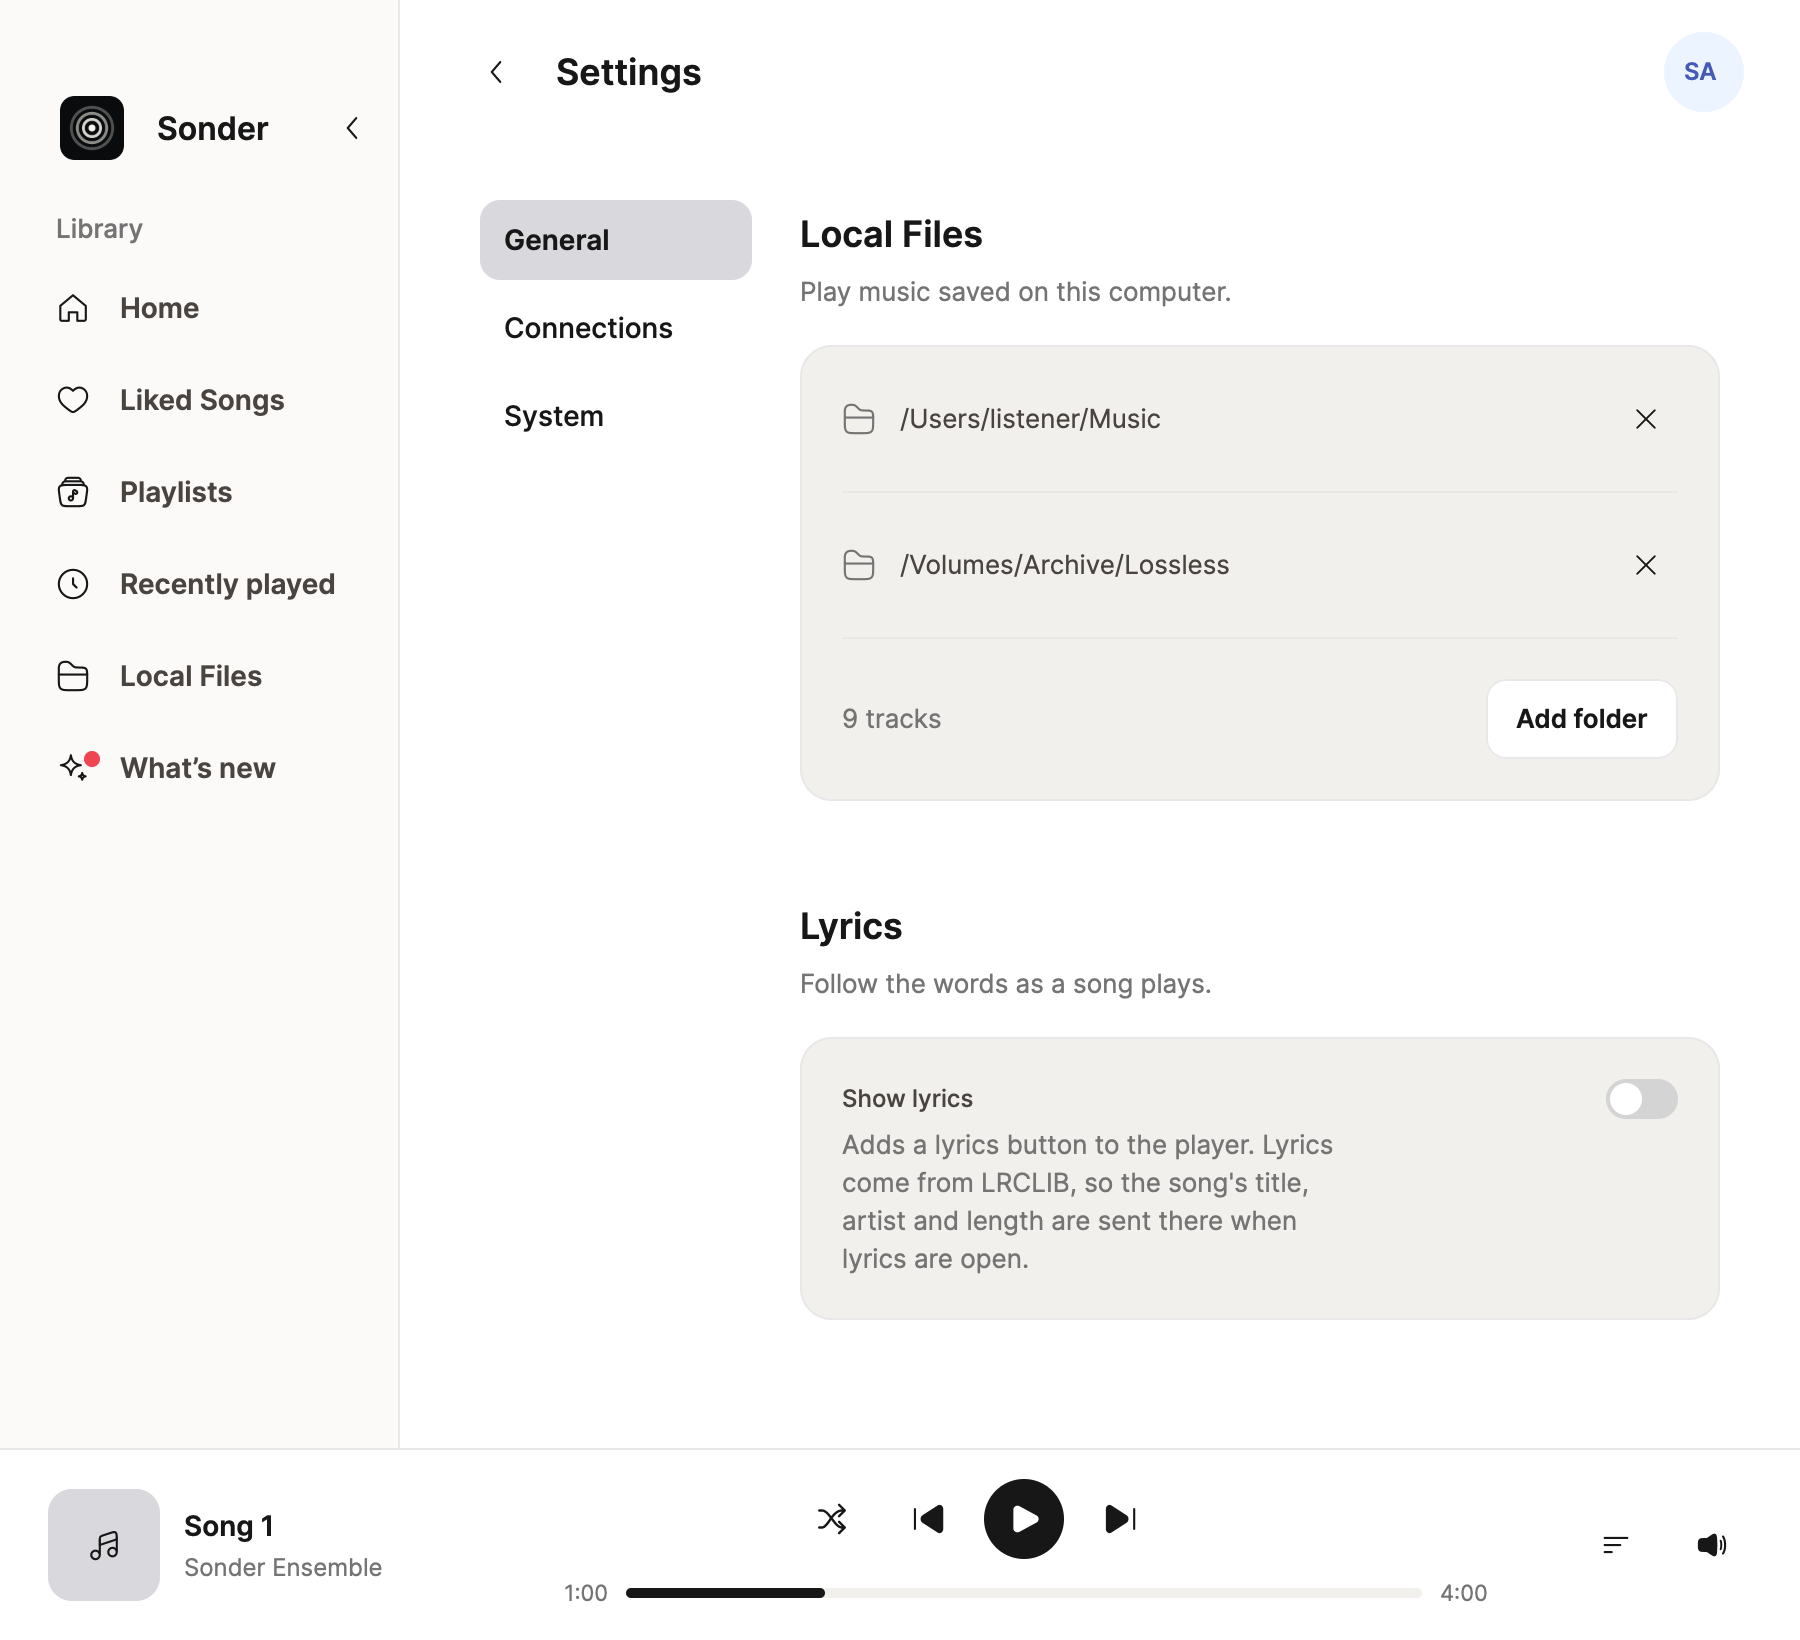 Sonder
Library
Home
Liked Songs
Playlists
Recently played
Local Files
What’s new
Settings
SA
General
Connections
System
Local Files
Play music saved on this computer.
/Users/listener/Music
/Volumes/Archive/Lossless
9 tracks
Add folder
Lyrics
Follow the words as a song plays.
Show lyrics
Adds a lyrics button to the player. Lyrics
come from LRCLIB, so the song's title,
artist and length are sent there when
lyrics are open.
Song 1
Sonder Ensemble
1:00
4:00